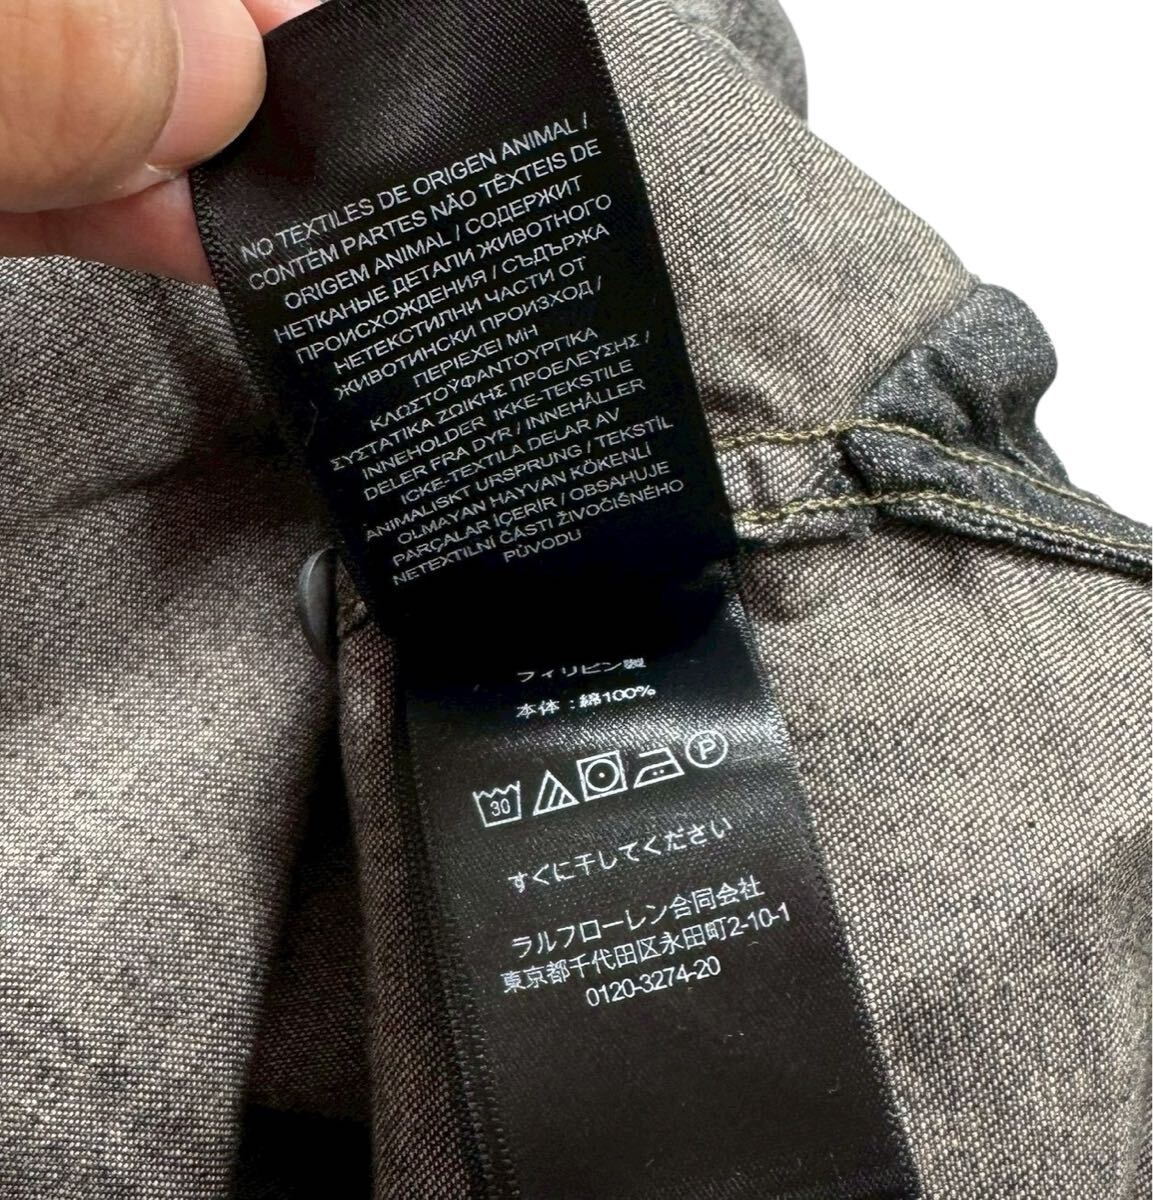 NO TEXTILES DE ORIGEN ANIMAL /
CONTÉM PARTES NÃO TÊXTEIS DE
ORIGEM ANIMAL / СОДЕРЖИТ
НЕТКАНЫЕ ДЕТАЛИ ЖИВОТНОГО
ПРОИСХОЖДЕНИЯ / СЪДЪРЖА
НЕТЕКСТИЛНИ ЧАСТИ ОТ
ЖИВОТИНСКИ ПРОИЗХОД /
ΠΕΡΙΕΧΕΙ ΜΗ
ΚΛΩΣΤΟΫΦΑΝΤΟΥΡΓΙΚΑ
ΣΥΣΤΑΤΙΚΑ ΖΩΙΚΗΣ ΠΡΟΕΛΕΥΣΗΣ /
INNEHOLDER IKKE-TEKSTILE
DELER FRA DYR / INNEHÅLLER
ICKE-TEXTILA DELAR AV
ANIMALISKT URSPRUNG / TEKSTIL
OLMAYAN HAYVAN KÖKENLİ
PARÇALAR İÇERİR / OBSAHUJE
NETEXTILNÍ ČÁSTI ŽIVOČIŠNÉHO
PŮVODU
フィリピン製
本体 : 綿100%
30 P
すぐに干してください
ラルフローレン合同会社
東京都千代田区永田町2-10-1
0120-3274-20